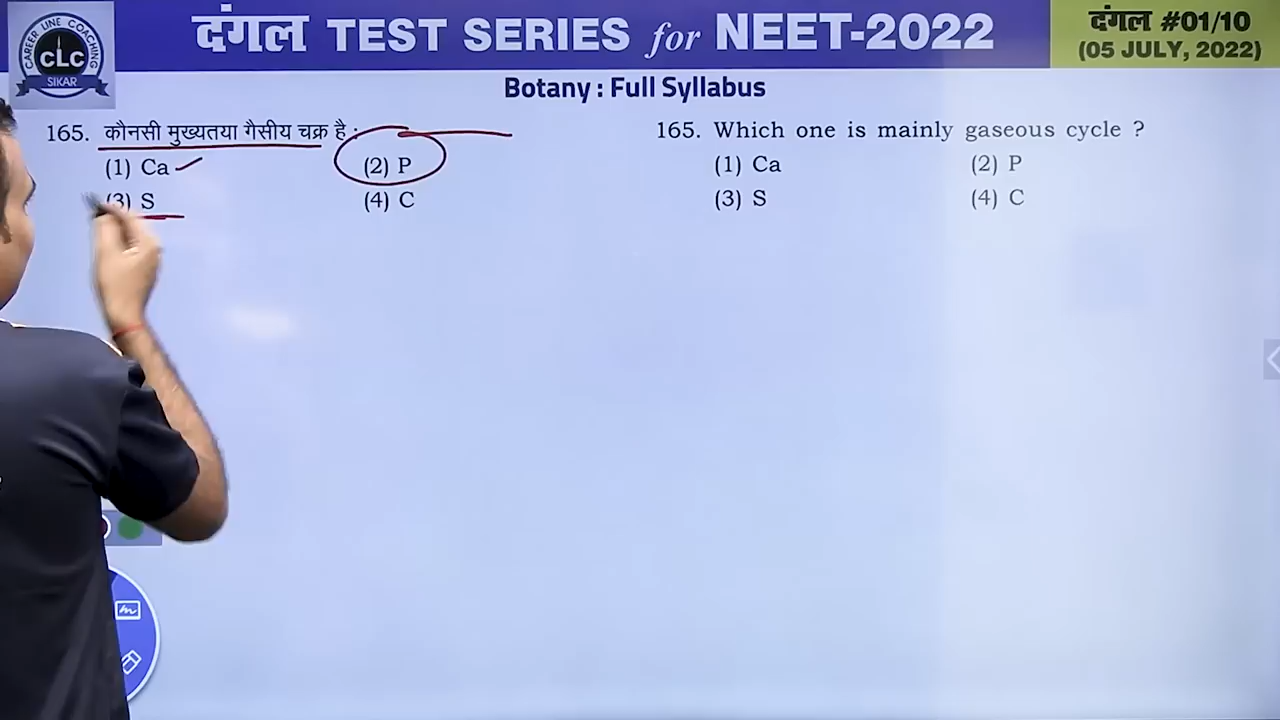 CAREER LINE COACHING
CLC
SIKAR
दंगल TEST SERIES for NEET-2022
दंगल #01/10
(05 JULY, 2022)
Botany : Full Syllabus
165. कौनसी मुख्यतया गैसीय चक्र है :
(1) Ca (2) P
(3) S (4) C
165. Which one is mainly gaseous cycle ?
(1) Ca (2) P
(3) S (4) C